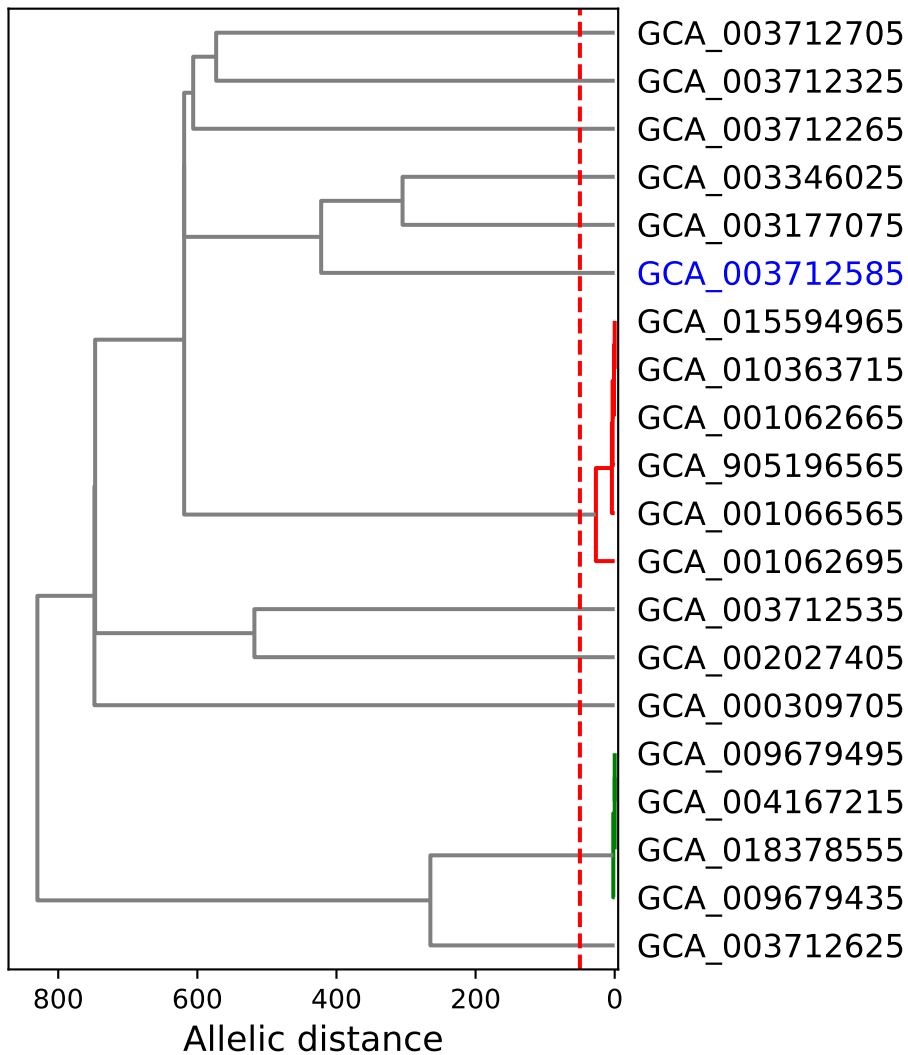 GCA_003712705
GCA_003712325
GCA_003712265
GCA_003346025
GCA_003177075
GCA_003712585
GCA_015594965
GCA_010363715
GCA_001062665
GCA_905196565
GCA_001066565
GCA_001062695
GCA_003712535
GCA_002027405
GCA_000309705
GCA_009679495
GCA_004167215
GCA_018378555
GCA_009679435
GCA_003712625
800 600 400 200 0
Allelic distance